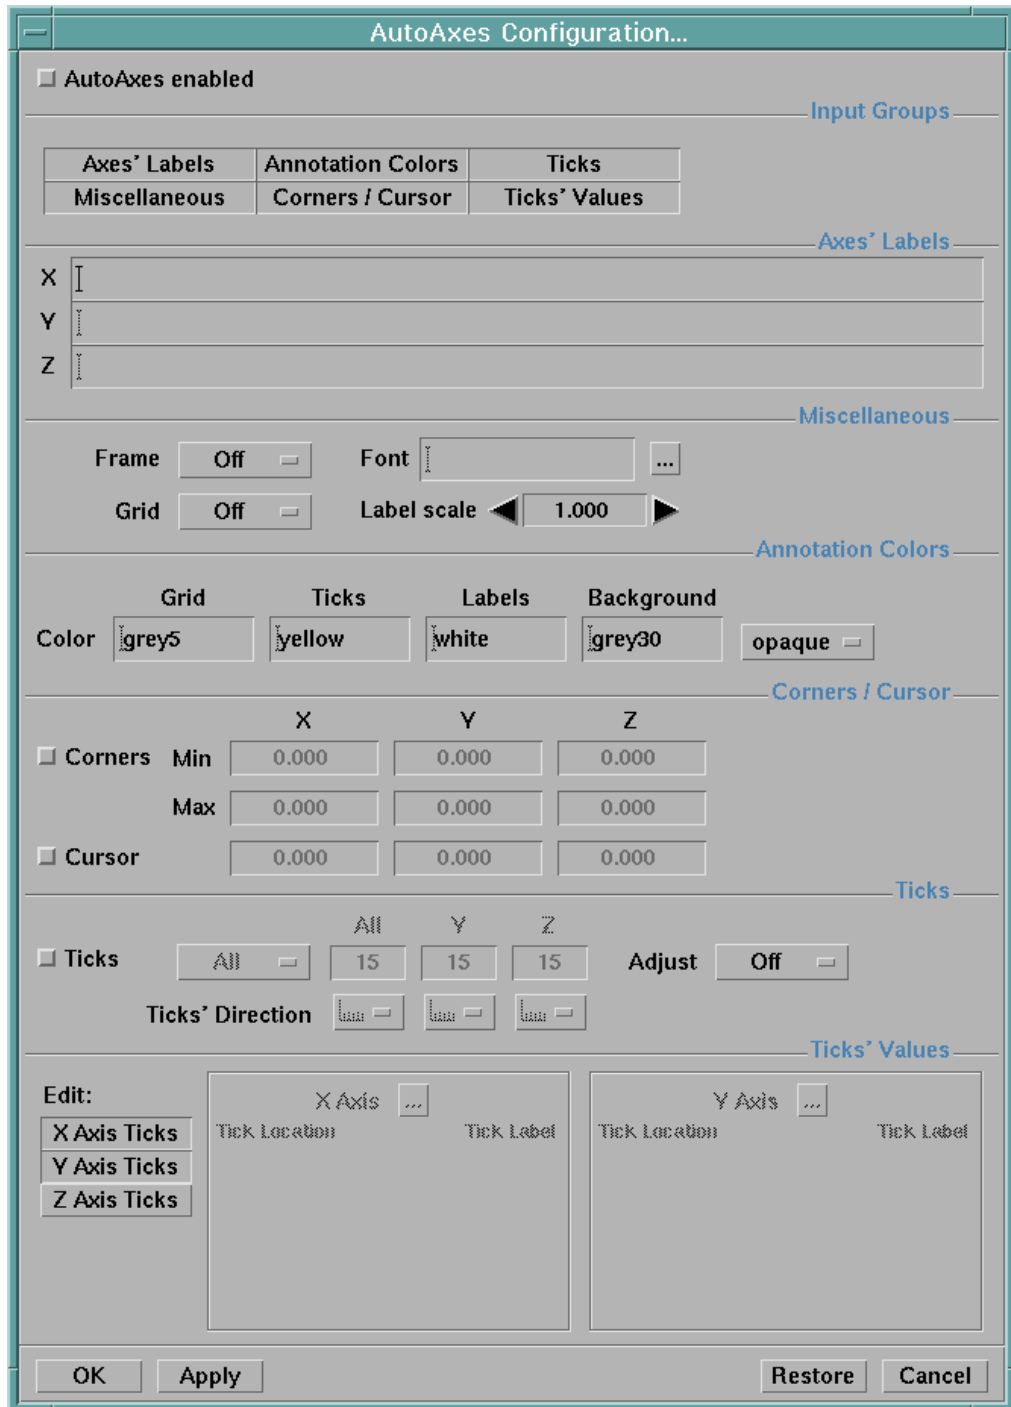 AutoAxes Configuration...
AutoAxes enabled
Input Groups
Axes' Labels Annotation Colors Ticks
Miscellaneous Corners / Cursor Ticks' Values
Axes' Labels
X
Y
Z
Miscellaneous
Frame Off Font ...
Grid Off Label scale 1.000
Annotation Colors
Grid Ticks Labels Background
Color grey5 yellow white grey30 opaque
Corners / Cursor
X Y Z
Corners Min 0.000 0.000 0.000
Max 0.000 0.000 0.000
Cursor 0.000 0.000 0.000
Ticks
All Y Z
Ticks All 15 15 15 Adjust Off
Ticks' Direction
Ticks' Values
Edit:
X Axis ... Y Axis ...
X Axis Ticks Tick Location Tick Label Tick Location Tick Label
Y Axis Ticks
Z Axis Ticks
OK Apply Restore Cancel